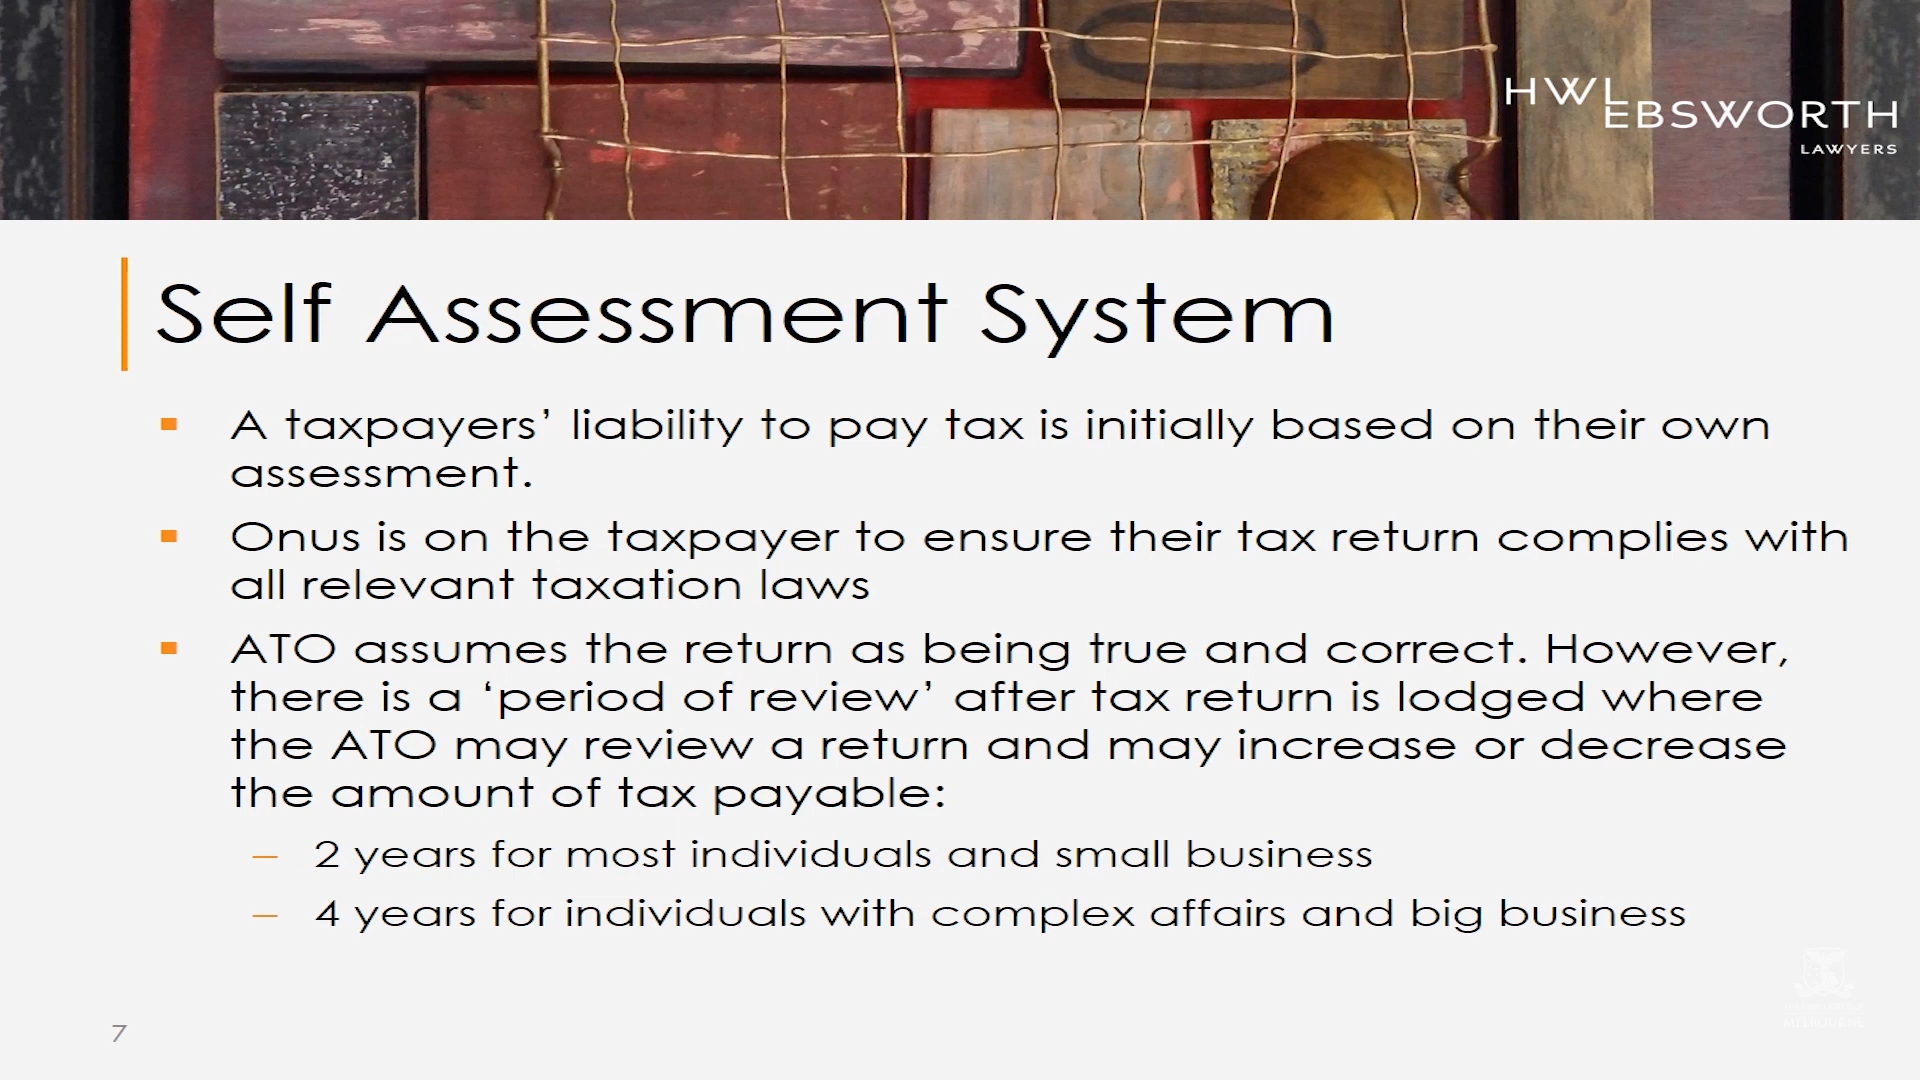 HWL
EBSWORTH
LAWYERS
Self Assessment System
A taxpayers’ liability to pay tax is initially based on their own
assessment.
Onus is on the taxpayer to ensure their tax return complies with
all relevant taxation laws
ATO assumes the return as being true and correct. However,
there is a ‘period of review’ after tax return is lodged where
the ATO may review a return and may increase or decrease
the amount of tax payable:
– 2 years for most individuals and small business
– 4 years for individuals with complex affairs and big business
MELBOURNE
7